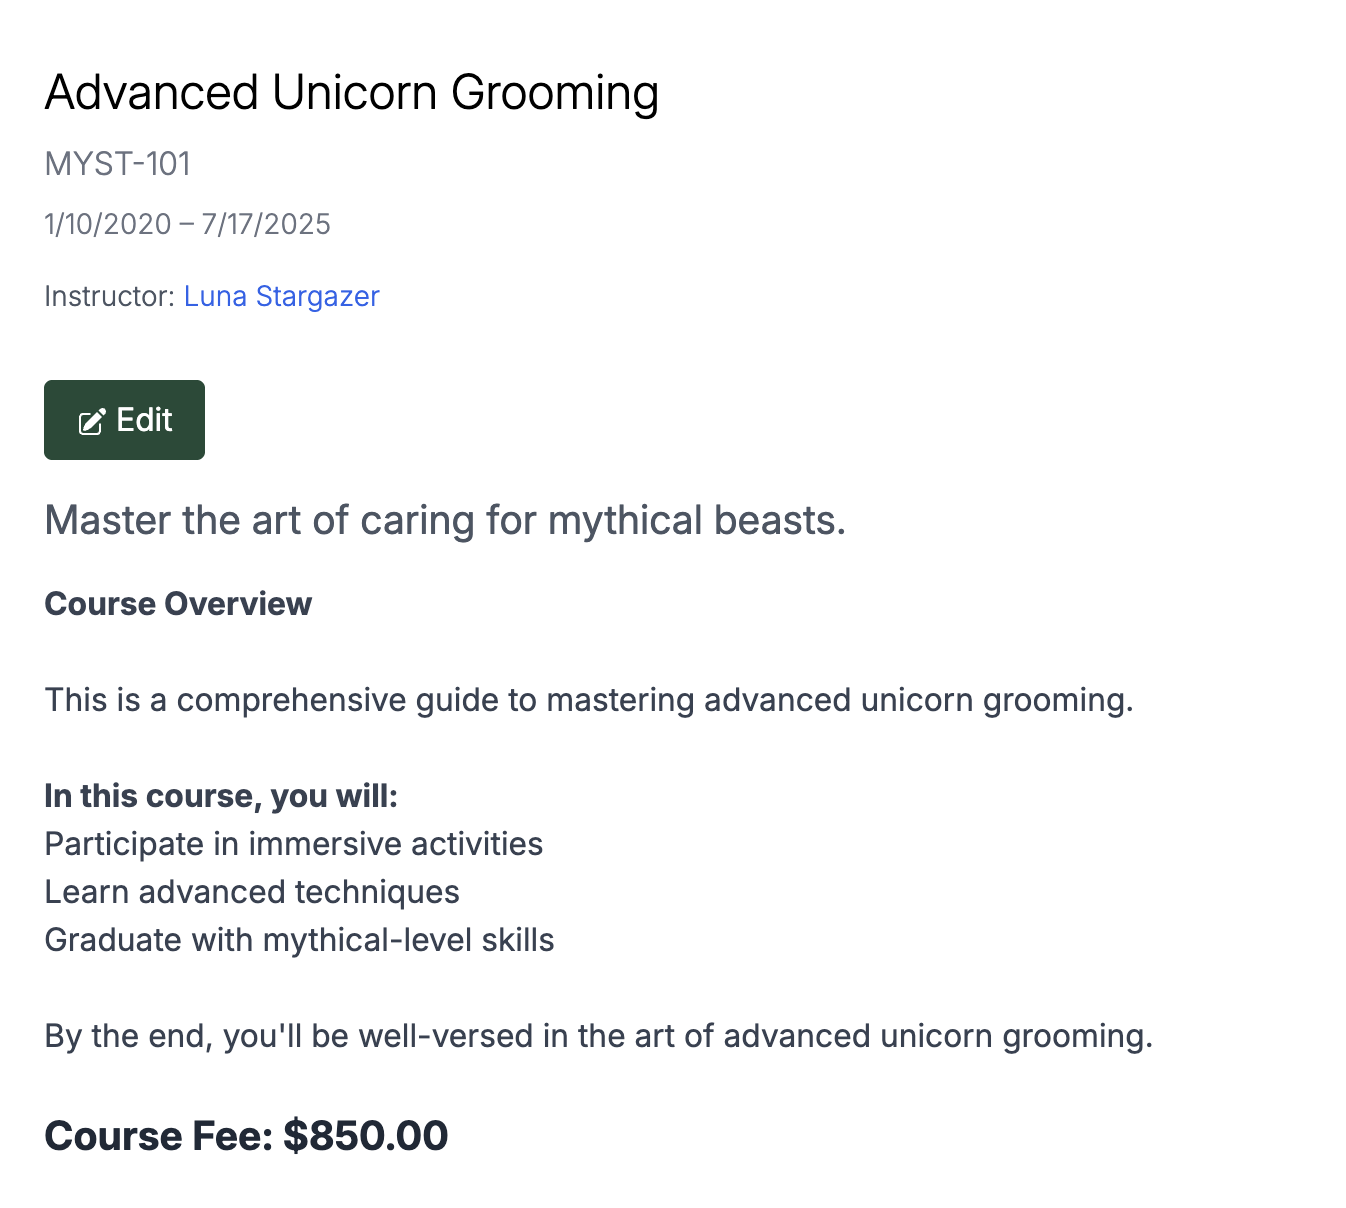 Advanced Unicorn Grooming
MYST-101
1/10/2020 – 7/17/2025
Instructor: Luna Stargazer
Edit
Master the art of caring for mythical beasts.
Course Overview
This is a comprehensive guide to mastering advanced unicorn grooming.
In this course, you will:
Participate in immersive activities
Learn advanced techniques
Graduate with mythical-level skills
By the end, you'll be well-versed in the art of advanced unicorn grooming.
Course Fee: $850.00